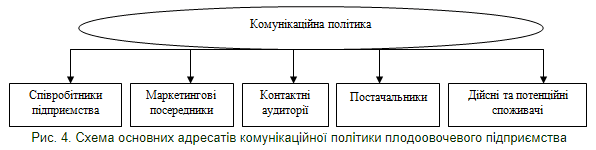 Комунікаційна політика
Співробітники
підприємства
Маркетингові
посередники
Контактні
аудиторії
Постачальники
Дійсні та потенційні
споживачі
Рис. 4. Схема основних адресатів комунікаційної політики плодоовочевого підприємства